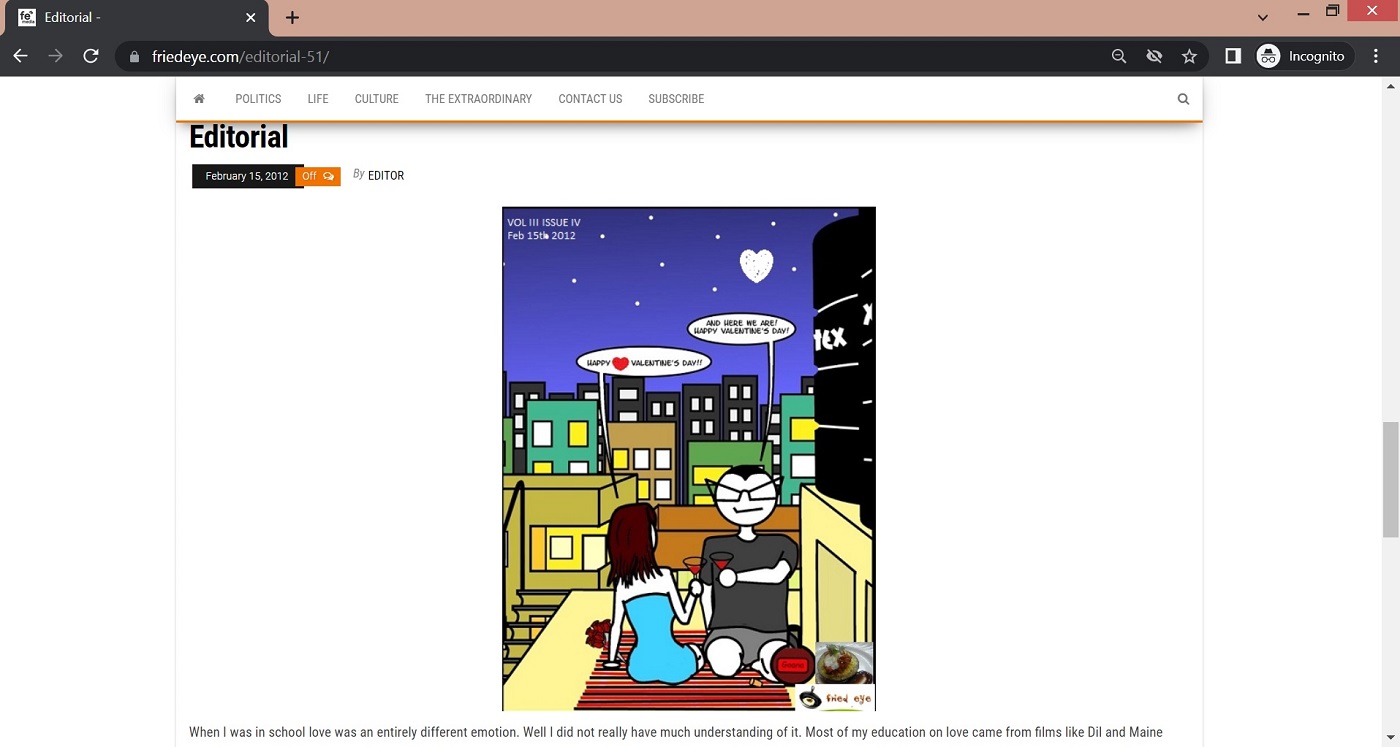 Editorial -
friedeye.com/editorial-51/
Incognito
POLITICS LIFE CULTURE THE EXTRAORDINARY CONTACT US SUBSCRIBE
Editorial
February 15, 2012 Off By EDITOR
VOL III ISSUE IV
Feb 15th 2012
AND HERE WE ARE!
HAPPY VALENTINE'S DAY!
HAPPY VALENTINE'S DAY!!
fried eye
When I was in school love was an entirely different emotion. Well I did not really have much understanding of it. Most of my education on love came from films like Dil and Maine